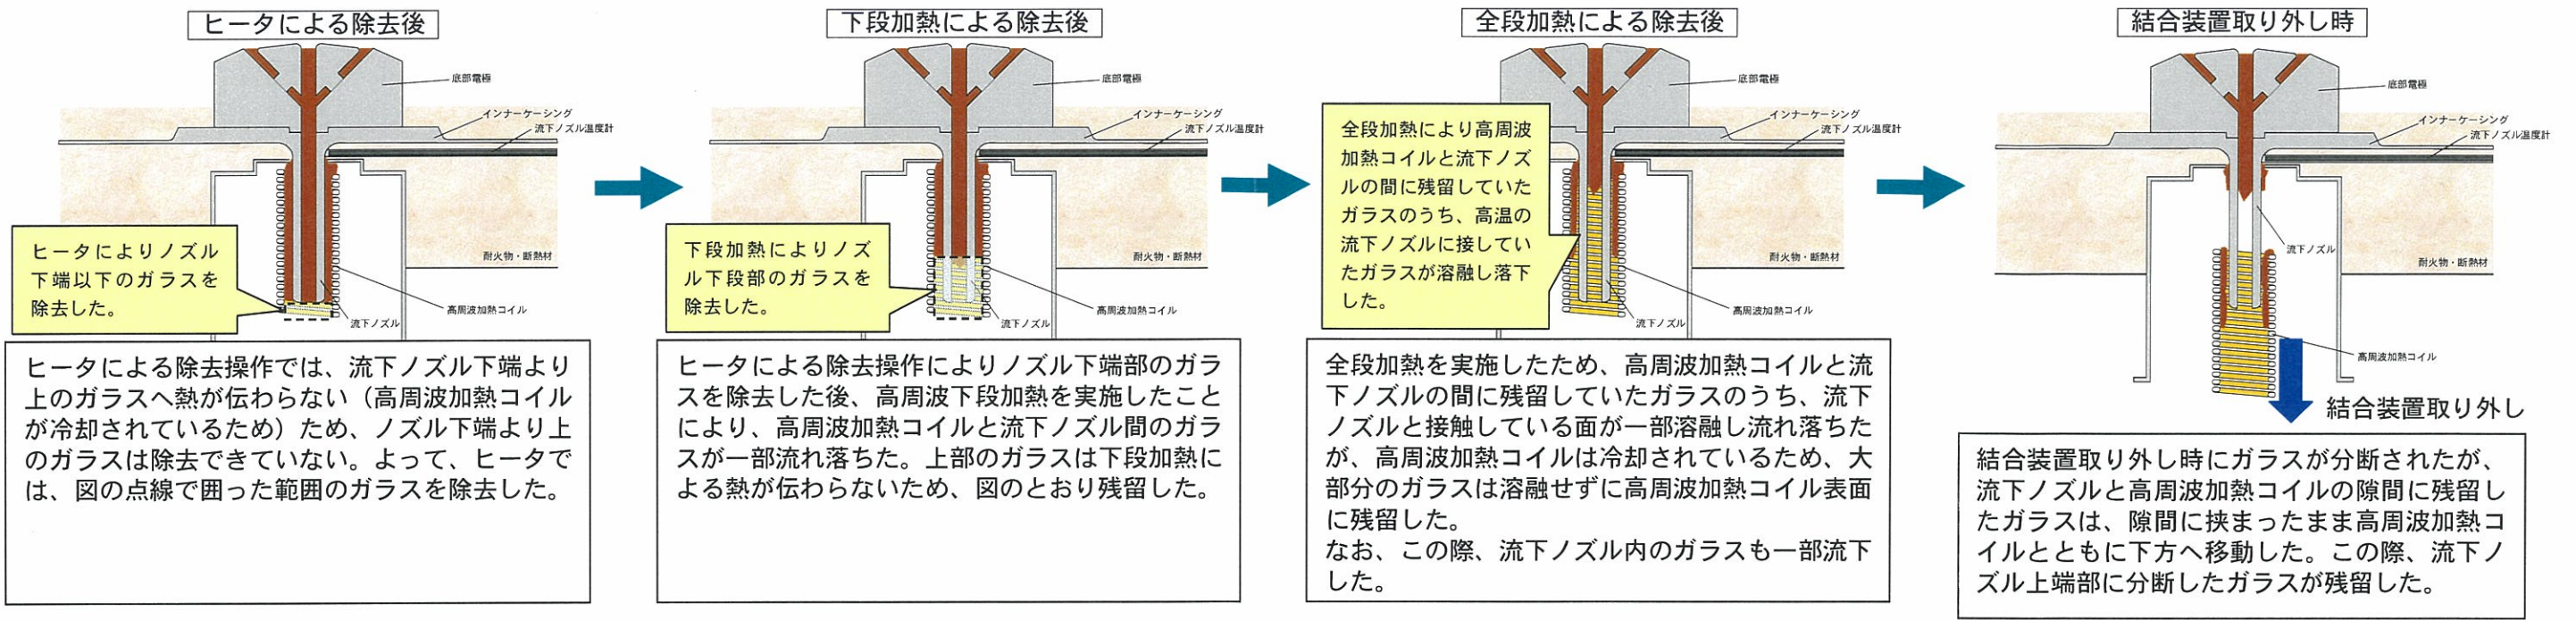 ヒータによる除去後
底部電極
インナーケーシング
流下ノズル温度計
耐火物・断熱材
ヒータによりノズル
下端以下のガラスを
除去した。
高周波加熱コイル
流下ノズル
ヒータによる除去操作では、流下ノズル下端より
上のガラスへ熱が伝わらない（高周波加熱コイル
が冷却されているため）ため、ノズル下端より上
のガラスは除去できていない。よって、ヒータで
は、図の点線で囲った範囲のガラスを除去した。
下段加熱による除去後
底部電極
インナーケーシング
流下ノズル温度計
耐火物・断熱材
下段加熱によりノズ
ル下段部のガラスを
除去した。
高周波加熱コイル
流下ノズル
ヒータによる除去操作によりノズル下端部のガラ
スを除去した後、高周波下段加熱を実施したこと
により、高周波加熱コイルと流下ノズル間のガラ
スが一部流れ落ちた。上部のガラスは下段加熱に
よる熱が伝わらないため、図のとおり残留した。
全段加熱による除去後
底部電極
インナーケーシング
流下ノズル温度計
耐火物・断熱材
全段加熱により高周波
加熱コイルと流下ノズ
ルの間に残留していた
ガラスのうち、高温の
流下ノズルに接してい
たガラスが溶融し落下
した。
高周波加熱コイル
流下ノズル
全段加熱を実施したため、高周波加熱コイルと流
下ノズルの間に残留していたガラスのうち、流下
ノズルと接触している面が一部溶融し流れ落ちた
が、高周波加熱コイルは冷却されているため、大
部分のガラスは溶融せずに高周波加熱コイル表面
に残留した。
なお、この際、流下ノズル内のガラスも一部流下
した。
結合装置取り外し時
底部電極
インナーケーシング
流下ノズル温度計
流下ノズル
耐火物・断熱材
高周波加熱コイル
結合装置取り外し
結合装置取り外し時にガラスが分断されたが、
流下ノズルと高周波加熱コイルの隙間に残留し
たガラスは、隙間に挟まったまま高周波加熱コ
イルとともに下方へ移動した。この際、流下ノ
ズル上端部に分断したガラスが残留した。